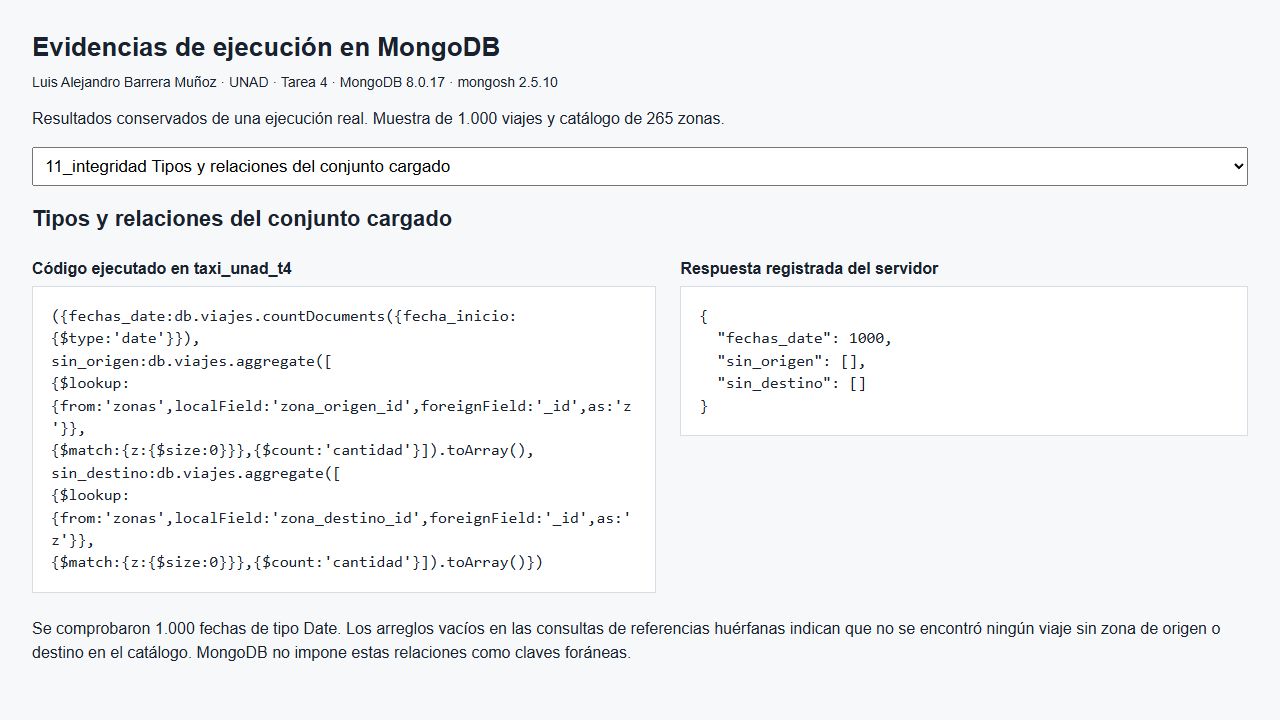 Evidencias de ejecución en MongoDB
Luis Alejandro Barrera Muñoz · UNAD · Tarea 4 · MongoDB 8.0.17 · mongosh 2.5.10
Resultados conservados de una ejecución real. Muestra de 1.000 viajes y catálogo de 265 zonas.
11_integridad Tipos y relaciones del conjunto cargado
Tipos y relaciones del conjunto cargado
Código ejecutado en taxi_unad_t4
({fechas_date:db.viajes.countDocuments({fecha_inicio:
{$type:'date'}}),
sin_origen:db.viajes.aggregate([
{$lookup:
{from:'zonas',localField:'zona_origen_id',foreignField:'_id',as:'z
'}},
{$match:{z:{$size:0}}},{$count:'cantidad'}]).toArray(),
sin_destino:db.viajes.aggregate([
{$lookup:
{from:'zonas',localField:'zona_destino_id',foreignField:'_id',as:'
z'}},
{$match:{z:{$size:0}}},{$count:'cantidad'}]).toArray()})
Respuesta registrada del servidor
{
"fechas_date": 1000,
"sin_origen": [],
"sin_destino": []
}
Se comprobaron 1.000 fechas de tipo Date. Los arreglos vacíos en las consultas de referencias huérfanas indican que no se encontró ningún viaje sin zona de origen o
destino en el catálogo. MongoDB no impone estas relaciones como claves foráneas.